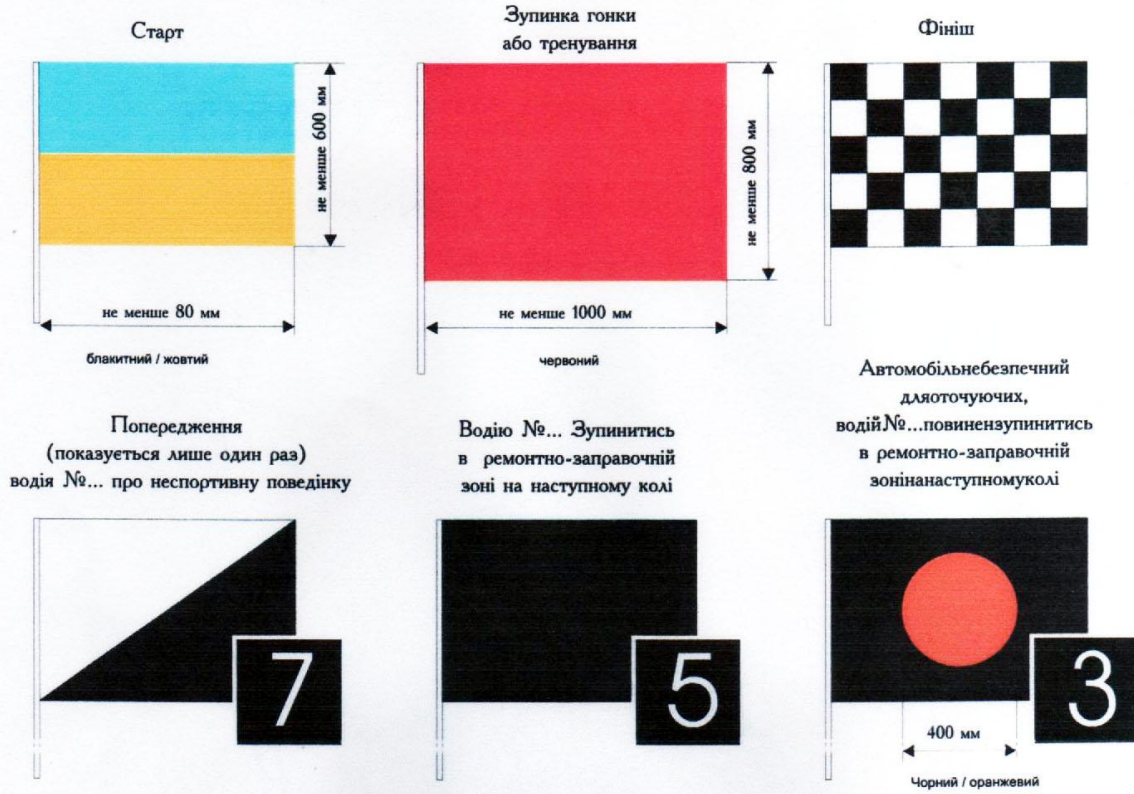 Старт
не менше 600 мм
не менше 80 мм
блакитний / жовтий
Зупинка гонки
або тренування
не менше 800 мм
не менше 1000 мм
червоний
Фініш
Попередження
(показується лише один раз)
водія №... про неспортивну поведінку
7
Водію №... Зупинитись
в ремонтно-заправочній
зоні на наступному колі
5
Автомобільнебезпечний
дляоточуючих,
водій№...повинензупинитись
в ремонтно-заправочній
зонінанаступномуколі
3
400 мм
Чорний / оранжевий